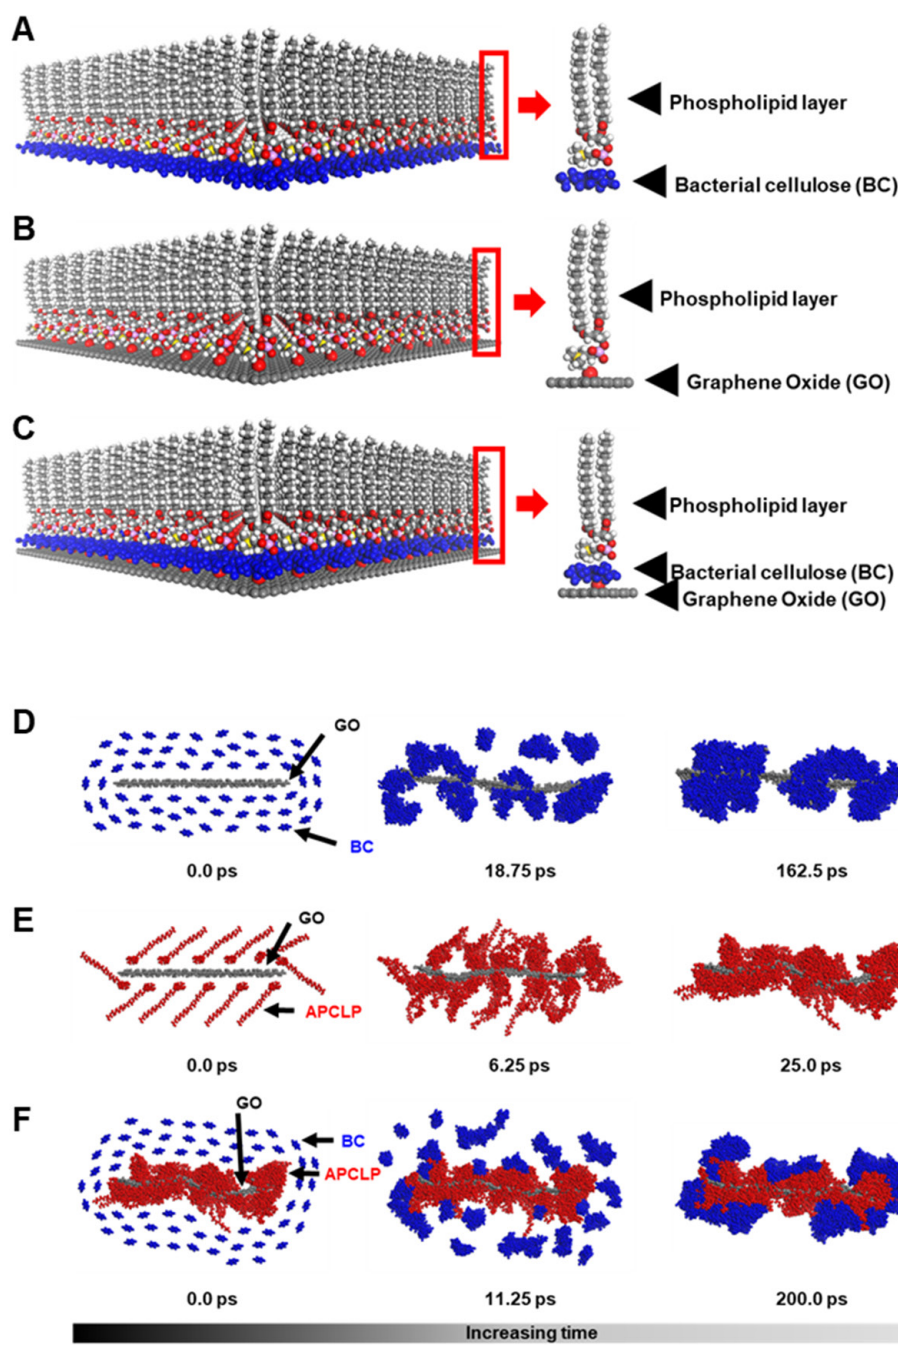 A
Phospholipid layer
Bacterial cellulose (BC)
B
Phospholipid layer
Graphene Oxide (GO)
C
Phospholipid layer
Bacterial cellulose (BC)
Graphene Oxide (GO)
D
GO
BC
0.0 ps
18.75 ps
162.5 ps
E
GO
APCLP
0.0 ps
6.25 ps
25.0 ps
F
GO
BC
APCLP
0.0 ps
11.25 ps
200.0 ps
Increasing time